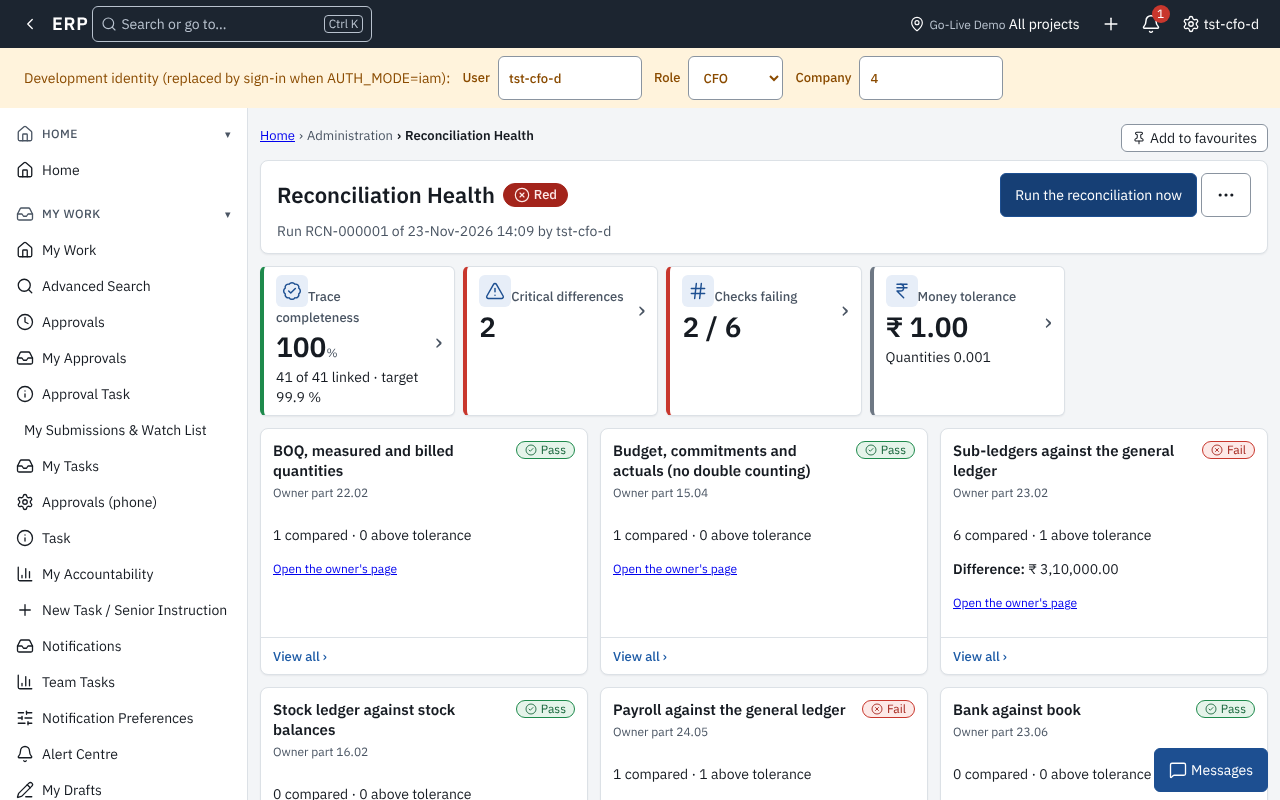 ERP
Search or go to...
Ctrl K
Go-Live Demo All projects
1
tst-cfo-d
Development identity (replaced by sign-in when AUTH_MODE=iam):
User
tst-cfo-d
Role
CFO
Company
4
HOME
Home
MY WORK
My Work
Advanced Search
Approvals
My Approvals
Approval Task
My Submissions & Watch List
My Tasks
Approvals (phone)
Task
My Accountability
New Task / Senior Instruction
Notifications
Team Tasks
Notification Preferences
Alert Centre
My Drafts
Home › Administration › Reconciliation Health
Add to favourites
Reconciliation Health
Red
Run the reconciliation now
Run RCN-000001 of 23-Nov-2026 14:09 by tst-cfo-d
Trace
completeness
100%
41 of 41 linked · target
99.9 %
Critical differences
2
Checks failing
2 / 6
Money tolerance
₹ 1.00
Quantities 0.001
BOQ, measured and billed
quantities
Pass
Owner part 22.02
1 compared · 0 above tolerance
Open the owner's page
View all ›
Budget, commitments and
actuals (no double counting)
Pass
Owner part 15.04
1 compared · 0 above tolerance
Open the owner's page
View all ›
Sub-ledgers against the general
ledger
Fail
Owner part 23.02
6 compared · 1 above tolerance
Difference: ₹ 3,10,000.00
Open the owner's page
View all ›
Stock ledger against stock
balances
Pass
Owner part 16.02
0 compared · 0 above tolerance
Payroll against the general ledger
Fail
Owner part 24.05
1 compared · 1 above tolerance
Bank against book
Pass
Owner part 23.06
0 compared · 0 above tolerance
Messages